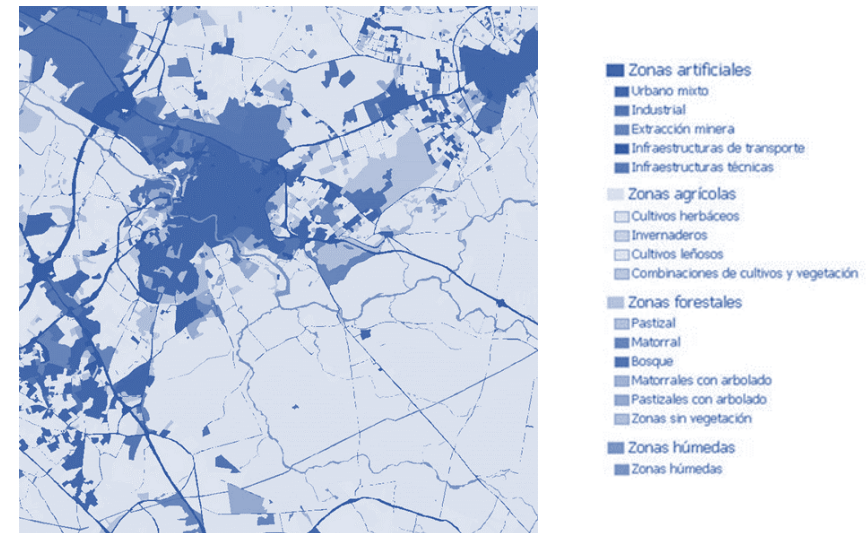 Zonas artificiales
Urbano mixto
Industrial
Extracción minera
Infraestructuras de transporte
Infraestructuras técnicas
Zonas agrícolas
Cultivos herbáceos
Invernaderos
Cultivos leñosos
Combinaciones de cultivos y vegetación
Zonas forestales
Pastizal
Matorral
Bosque
Matorrales con arbolado
Pastizales con arbolado
Zonas sin vegetación
Zonas húmedas
Zonas húmedas